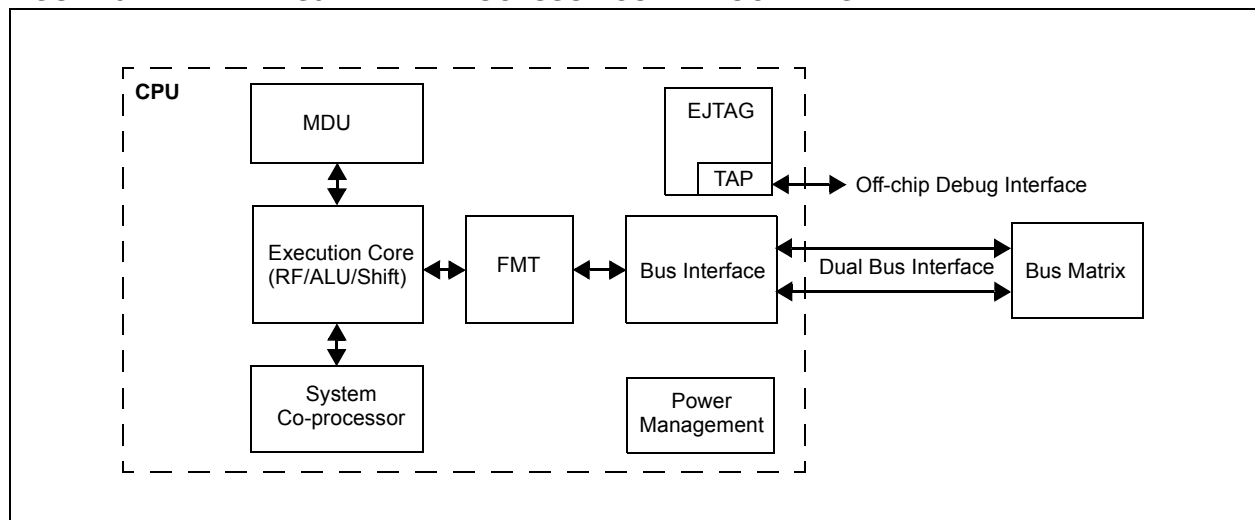 CPU
MDU
EJTAG
TAP
Off-chip Debug Interface
Execution Core
(RF/ALU/Shift)
FMT
Bus Interface
Dual Bus Interface
Bus Matrix
System
Co-processor
Power
Management